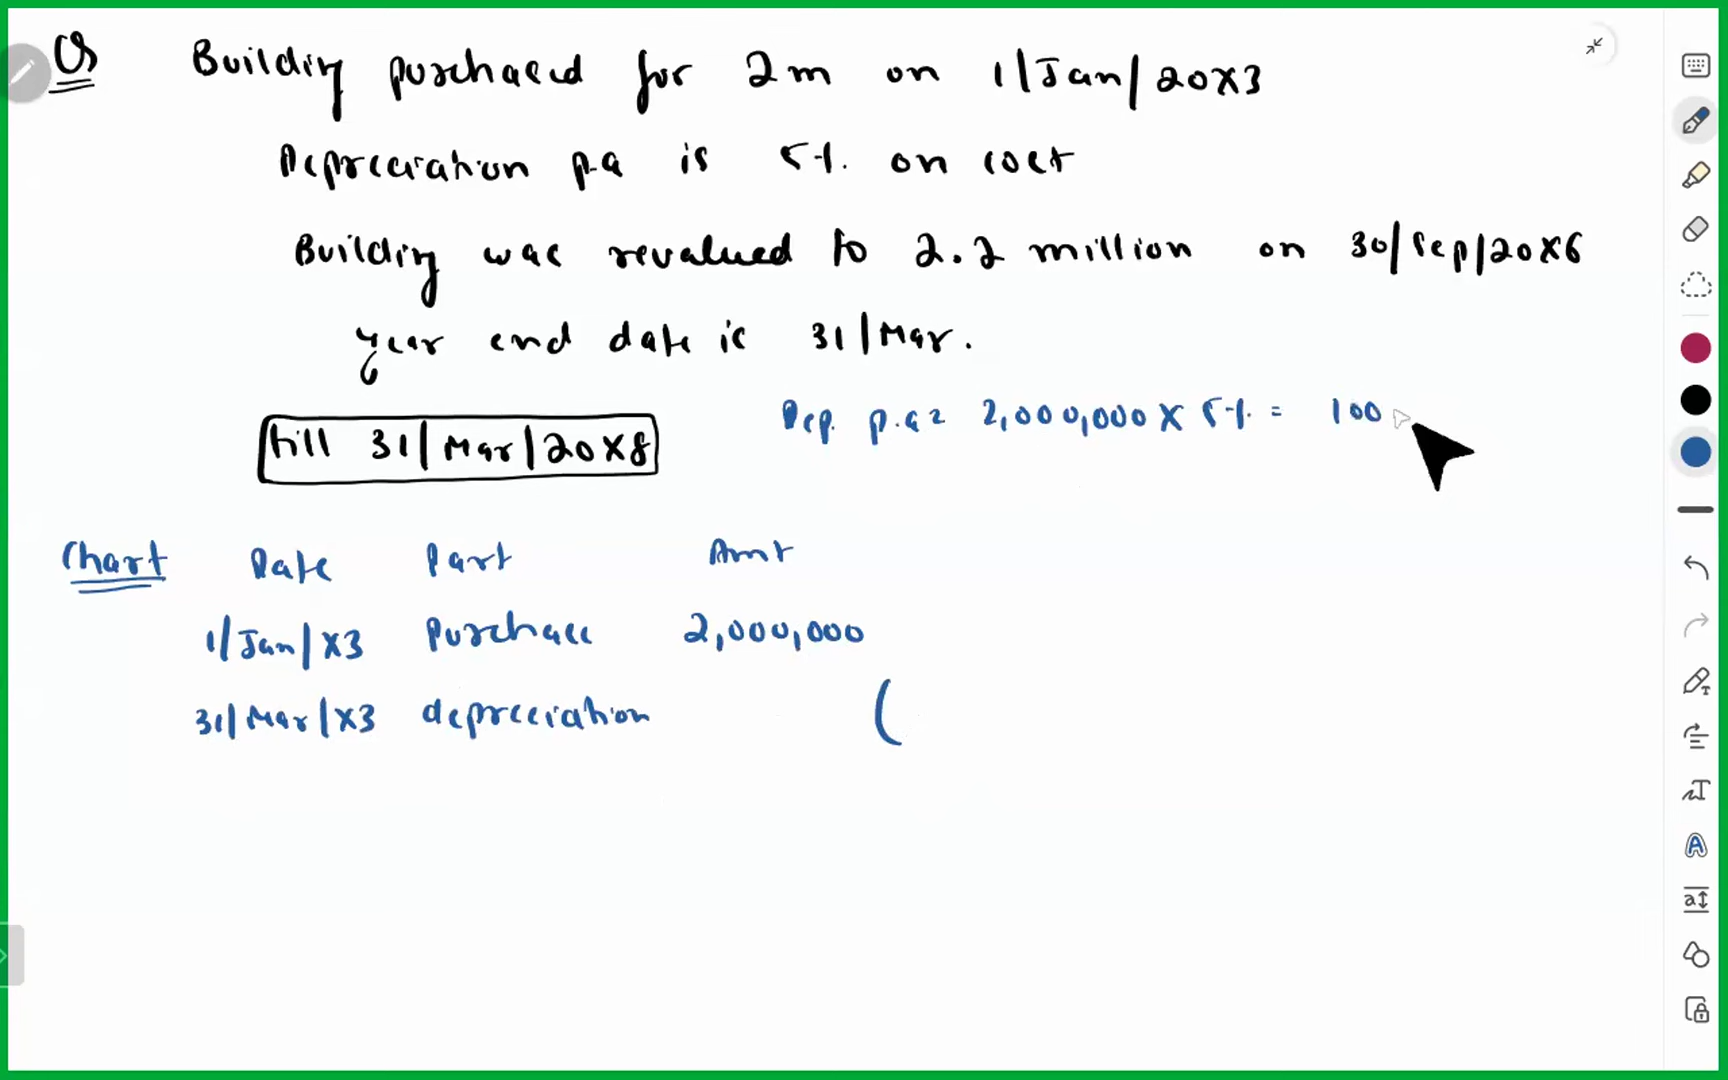 Q Building purchased for 2m on 1/Jan/20X3
Depreciation p.a is 5%. on cost
Building was revalued to 2.2 million on 30/Sep/20X6
year end date is 31/Mar.
till 31/Mar/20X8
Dep. p.a = 2,000,000 X 5%. = 100
Chart Date Part Amt
1/Jan/X3 Purchase 2,000,000
31/Mar/X3 depreciation (